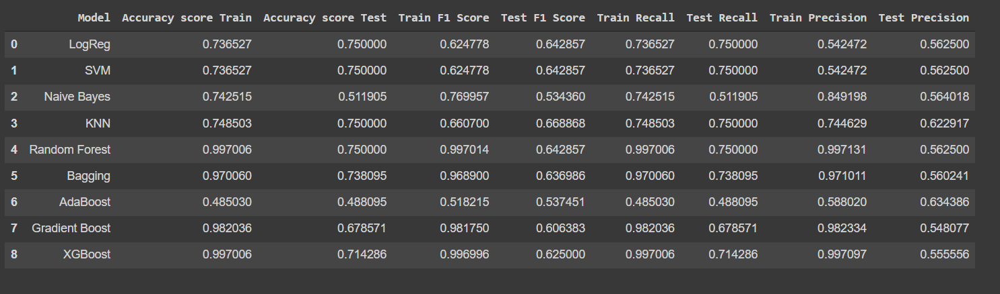 Model Accuracy score Train Accuracy score Test Train F1 Score Test F1 Score Train Recall Test Recall Train Precision Test Precision
0 LogReg 0.736527 0.750000 0.624778 0.642857 0.736527 0.750000 0.542472 0.562500
1 SVM 0.736527 0.750000 0.624778 0.642857 0.736527 0.750000 0.542472 0.562500
2 Naive Bayes 0.742515 0.511905 0.769957 0.534360 0.742515 0.511905 0.849198 0.564018
3 KNN 0.748503 0.750000 0.660700 0.668868 0.748503 0.750000 0.744629 0.622917
4 Random Forest 0.997006 0.750000 0.997014 0.642857 0.997006 0.750000 0.997131 0.562500
5 Bagging 0.970060 0.738095 0.968900 0.636986 0.970060 0.738095 0.971011 0.560241
6 AdaBoost 0.485030 0.488095 0.518215 0.537451 0.485030 0.488095 0.588020 0.634386
7 Gradient Boost 0.982036 0.678571 0.981750 0.606383 0.982036 0.678571 0.982334 0.548077
8 XGBoost 0.997006 0.714286 0.996996 0.625000 0.997006 0.714286 0.997097 0.555556